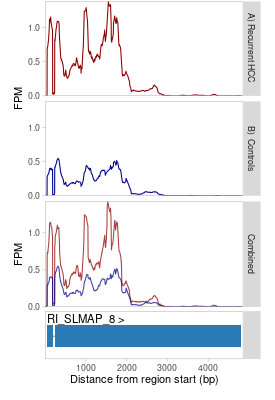 A) Recurrent HCC
1.0
0.5
0.0
FPM
B) Controls
1.0
0.5
0.0
Combined
1.0
0.5
0.0
FPM
RI_SLMAP_8 >
1000 2000 3000 4000
Distance from region start (bp)